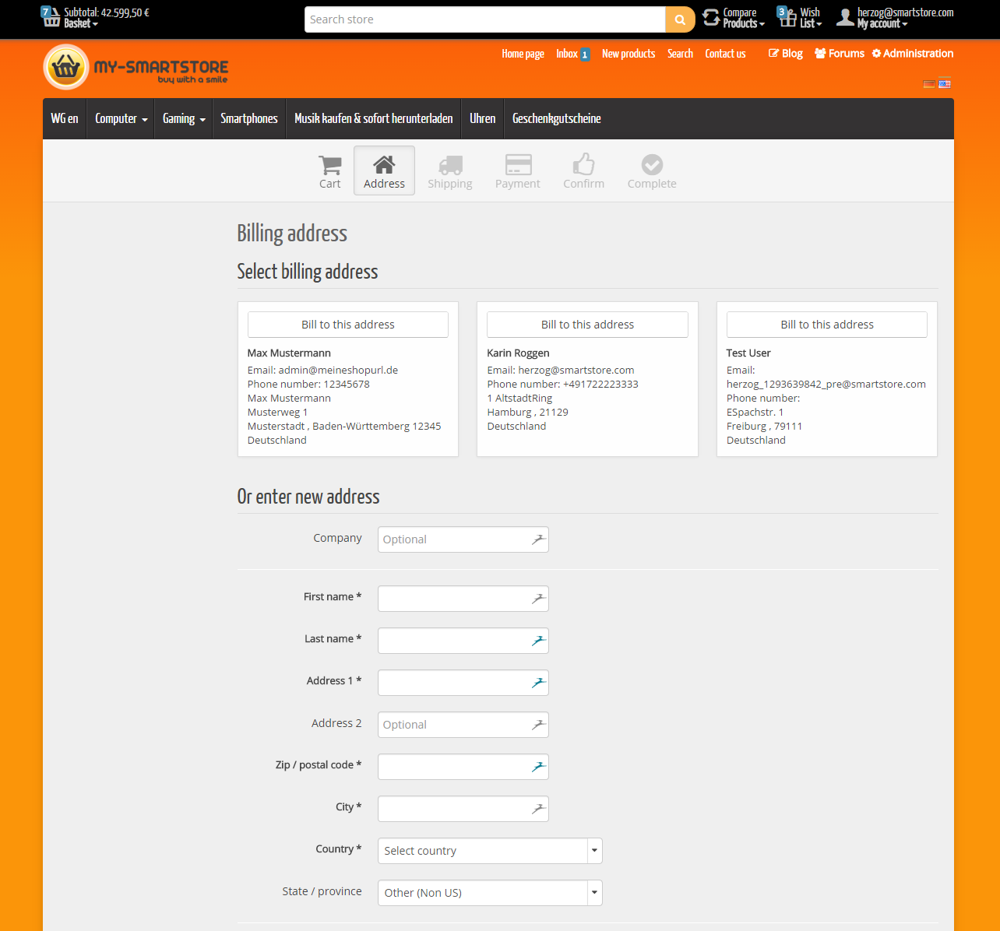 7
Subtotal: 42.599,50 €
Basket
Search store
Compare
Products
3
Wish
List
herzog@smartstore.com
My account
MY-SMARTSTORE
buy with a smile
Home page Inbox 1 New products Search Contact us Blog Forums Administration
WG en Computer Gaming Smartphones Musik kaufen & sofort herunterladen Uhren Geschenkgutscheine
Cart Address Shipping Payment Confirm Complete
Billing address
Select billing address
Bill to this address
Max Mustermann
Email: admin@meineshopurl.de
Phone number: 12345678
Max Mustermann
Musterweg 1
Musterstadt , Baden-Württemberg 12345
Deutschland
Bill to this address
Karin Roggen
Email: herzog@smartstore.com
Phone number: +491722223333
1 AltstadtRing
Hamburg , 21129
Deutschland
Bill to this address
Test User
Email:
herzog_1293639842_pre@smartstore.com
Phone number:
ESpachstr. 1
Freiburg , 79111
Deutschland
Or enter new address
Company Optional
First name *
Last name *
Address 1 *
Address 2 Optional
Zip / postal code *
City *
Country * Select country
State / province Other (Non US)